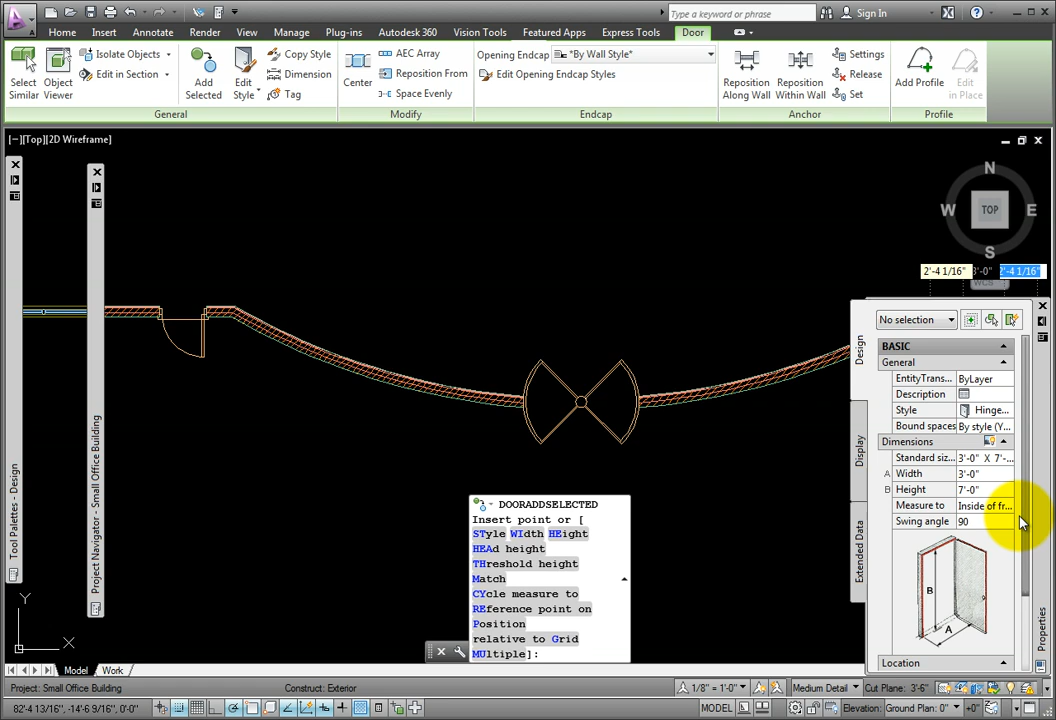 Type a keyword or phrase
Sign In
Home Insert Annotate Render View Manage Plug-ins Autodesk 360 Vision Tools Featured Apps Express Tools Door
Select Similar
Object Viewer
Isolate Objects
Edit in Section
Add Selected
Edit Style
Copy Style
Dimension
Tag
General
Center
AEC Array
Reposition From
Space Evenly
Modify
Opening Endcap *By Wall Style*
Edit Opening Endcap Styles
Endcap
Reposition Along Wall
Reposition Within Wall
Settings
Release
Set
Anchor
Add Profile
Edit in Place
Profile
[−][Top][2D Wireframe]
N
W TOP E
S
2'-4 1/16" 3'-0" 2'-4 1/16"
WCS
Tool Palettes - Design
Project Navigator - Small Office Building
No selection
Design
Display
Extended Data
Properties
BASIC
General
EntityTrans... ByLayer
Description
Style Hinge...
Bound spaces By style (Y...
Dimensions
Standard siz... 3'-0" X 7'-...
A Width 3'-0"
B Height 7'-0"
Measure to Inside of fr...
Swing angle 90
B
A
Location
DOORADDSELECTED
Insert point or [
STyle WIdth HEight
HEAd height
THreshold height
Match
CYcle measure to
REference point on
Position
relative to Grid
MUltiple]:
Y
X
Model Work
Project: Small Office Building Construct: Exterior 1/8" = 1'-0" Medium Detail Cut Plane: 3'-6"
82'-4 13/16", -14'-6 9/16", 0'-0" MODEL Elevation: Ground Plan: 0" +0"